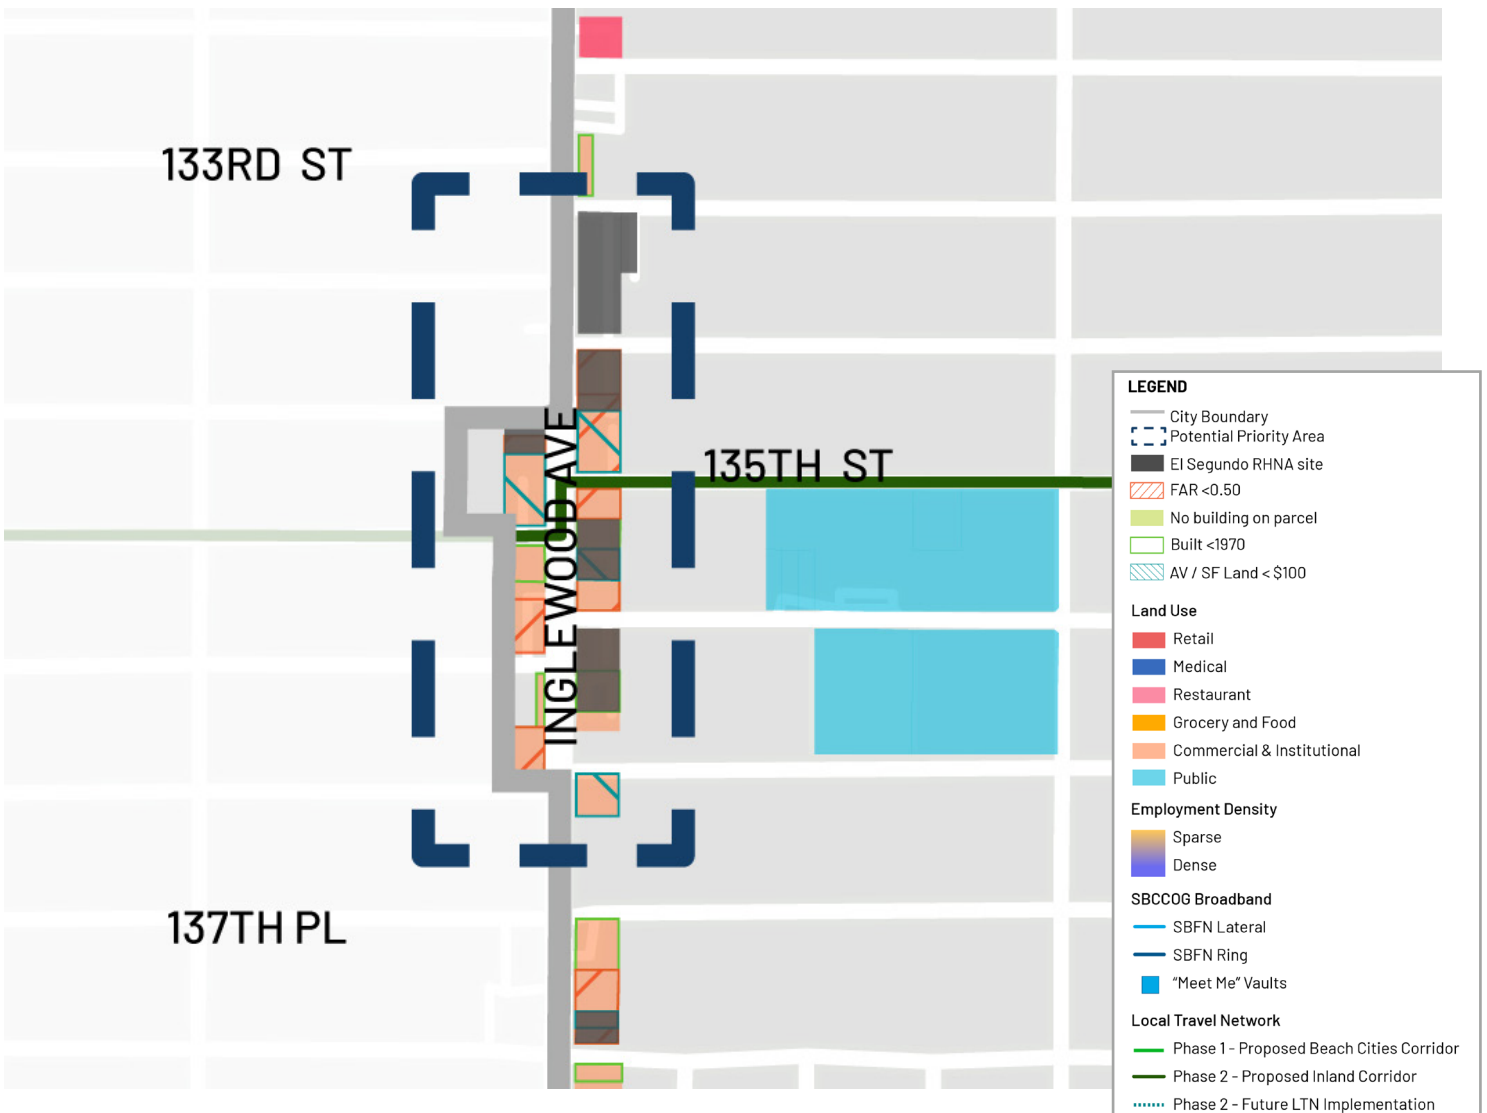 133RD ST
135TH ST
INGLEWOOD AVE
137TH PL
LEGEND
City Boundary
Potential Priority Area
El Segundo RHNA site
FAR <0.50
No building on parcel
Built <1970
AV / SF Land < $100
Land Use
Retail
Medical
Restaurant
Grocery and Food
Commercial & Institutional
Public
Employment Density
Sparse
Dense
SBCCOG Broadband
SBFN Lateral
SBFN Ring
“Meet Me” Vaults
Local Travel Network
Phase 1 - Proposed Beach Cities Corridor
Phase 2 - Proposed Inland Corridor
Phase 2 - Future LTN Implementation